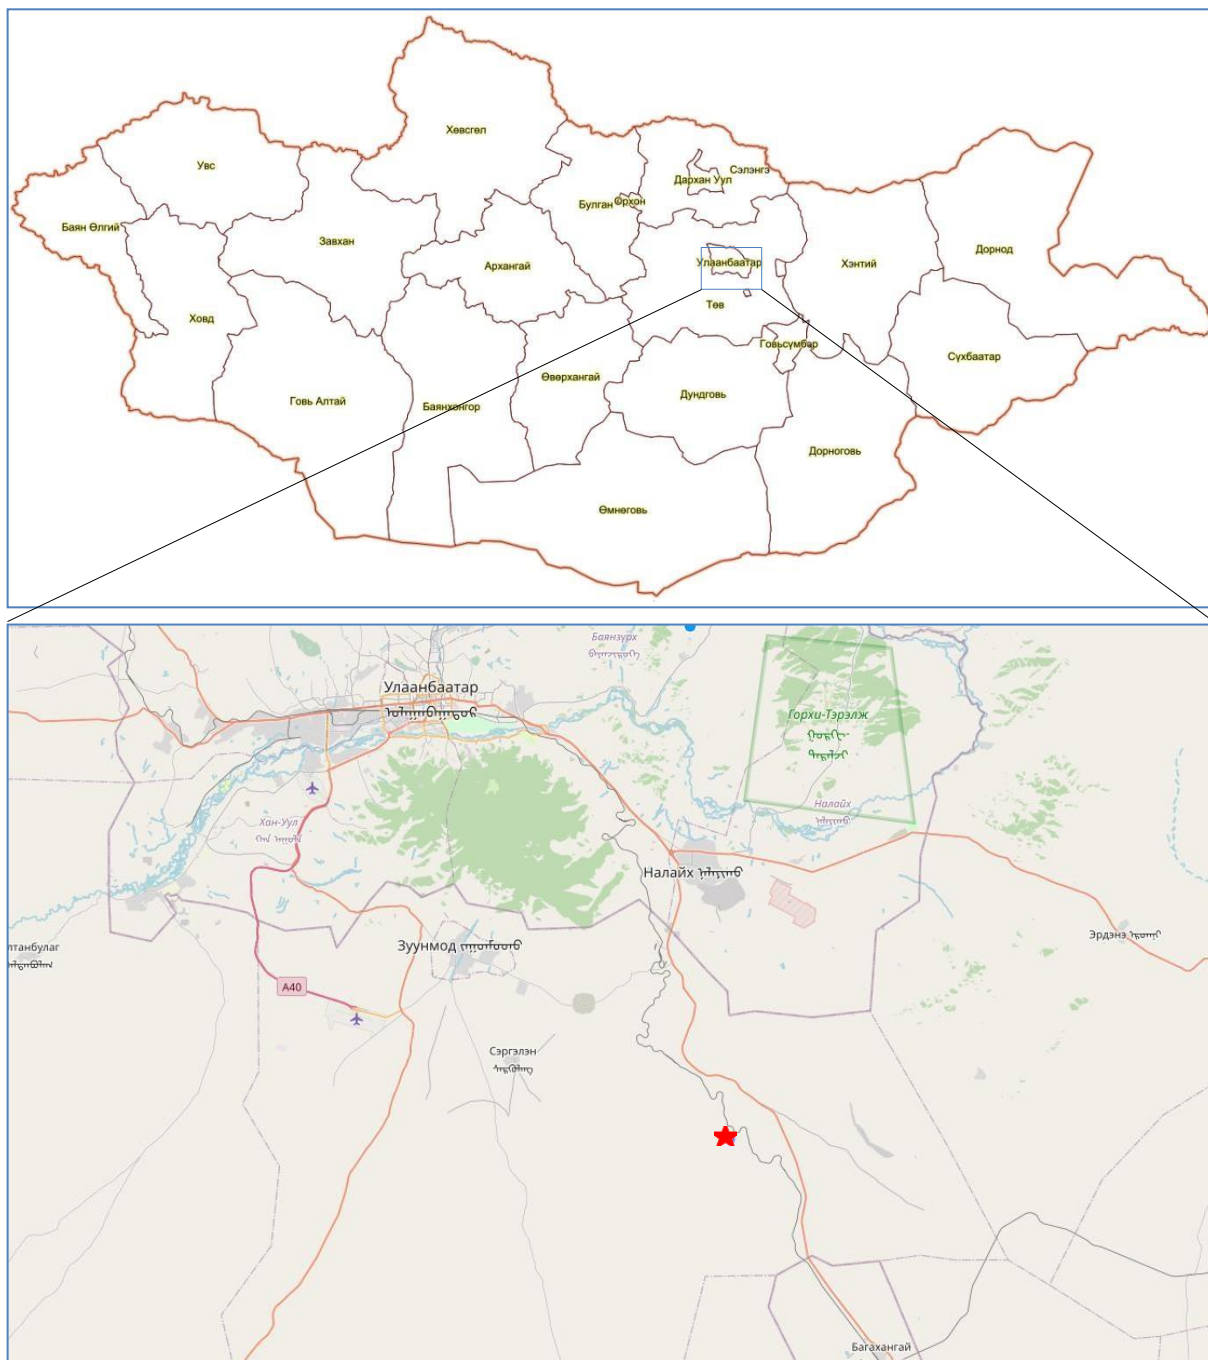 Хөвсгөл
Увс
Сэлэнгэ
Дархан Уул
Булган
Орхон
Баян Өлгий
Завхан
Архангай
Улаанбаатар
Хэнтий
Дорнод
Ховд
Төв
Говьсүмбэр
Сүхбаатар
Өвөрхангай
Дундговь
Говь Алтай
Баянхонгор
Дорноговь
Өмнөговь
Баянзүрх
Улаанбаатар
Горхи-Тэрэлж
Хан-Уул
Налайх
Налайх
Зуунмод
Эрдэнэ
лтанбулаг
A40
Сэргэлэн
Багахангай